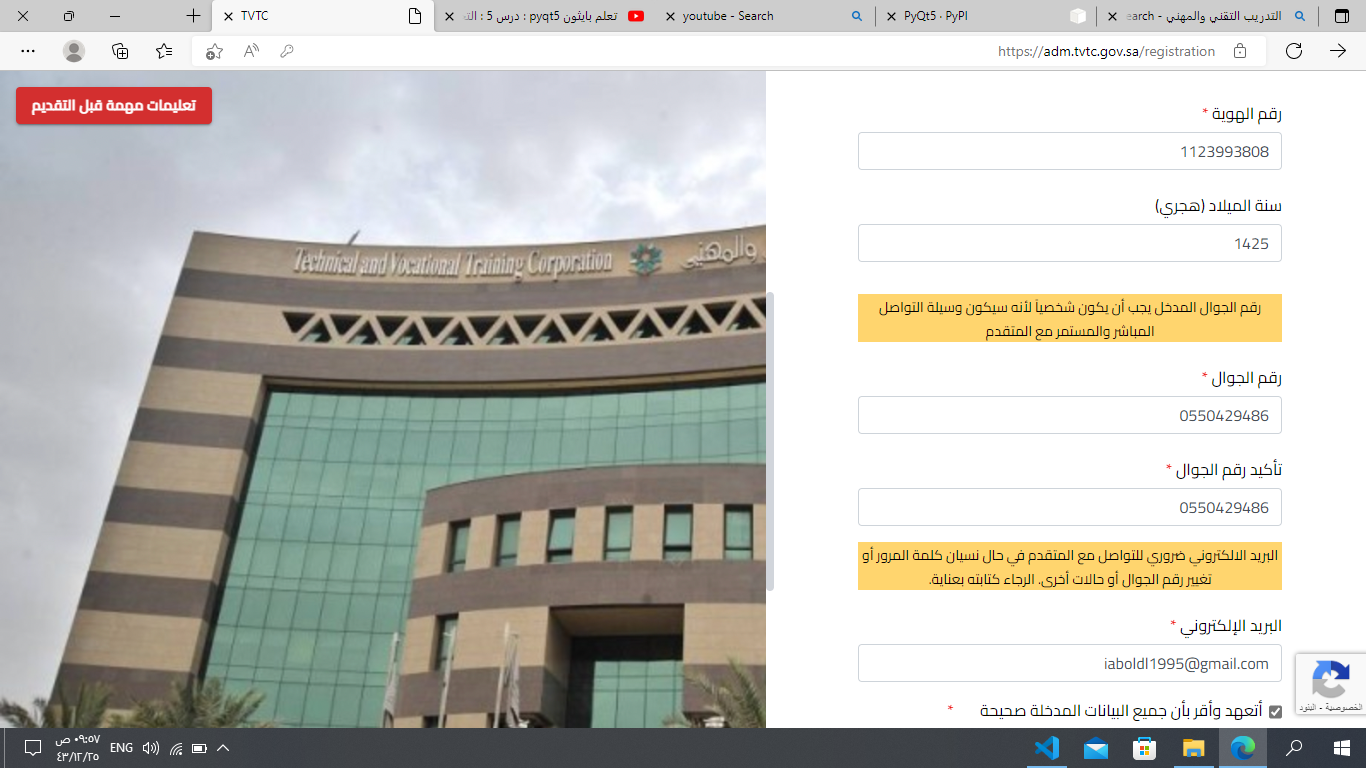 TVTC
تعلم بايثون pyqt5 : درس 5 : الت
youtube - Search
PyQt5 · PyPI
التدريب التقني والمهني - earch
https://adm.tvtc.gov.sa/registration
تعليمات مهمة قبل التقديم
Technical and Vocational Training Corporation
والمهني
رقم الهوية *
1123993808
سنة الميلاد (هجري)
1425
رقم الجوال المدخل يجب أن يكون شخصياً لأنه سيكون وسيلة التواصل
المباشر والمستمر مع المتقدم
رقم الجوال *
0550429486
تأكيد رقم الجوال *
0550429486
البريد الالكتروني ضروري للتواصل مع المتقدم في حال نسيان كلمة المرور أو
تغيير رقم الجوال أو حالات أخرى. الرجاء كتابته بعناية.
البريد الإلكتروني *
iaboldl1995@gmail.com
أتعهد وأقر بأن جميع البيانات المدخلة صحيحة *
الخصوصية - البنود
ENG
٠٩:٥٧ ص
٤٣/١٢/٢٥